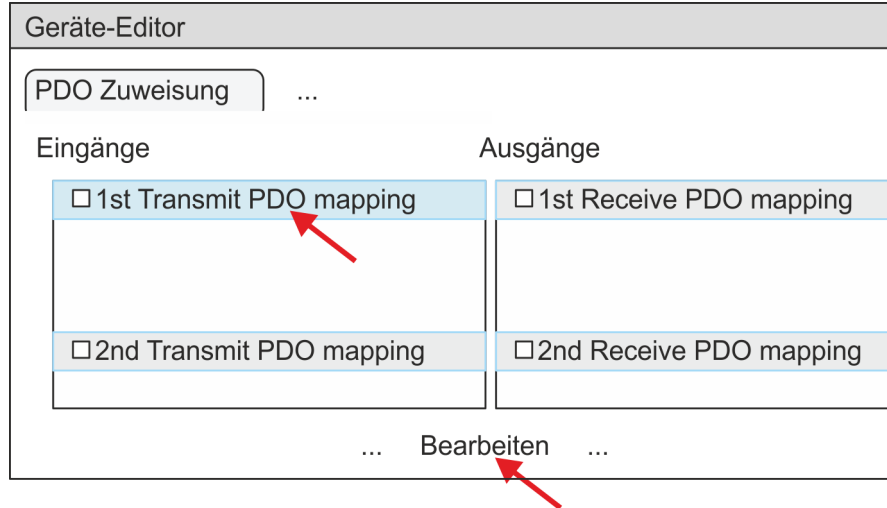 Geräte-Editor
PDO Zuweisung ...
Eingänge Ausgänge
1st Transmit PDO mapping 1st Receive PDO mapping
2nd Transmit PDO mapping 2nd Receive PDO mapping
... Bearbeiten ...